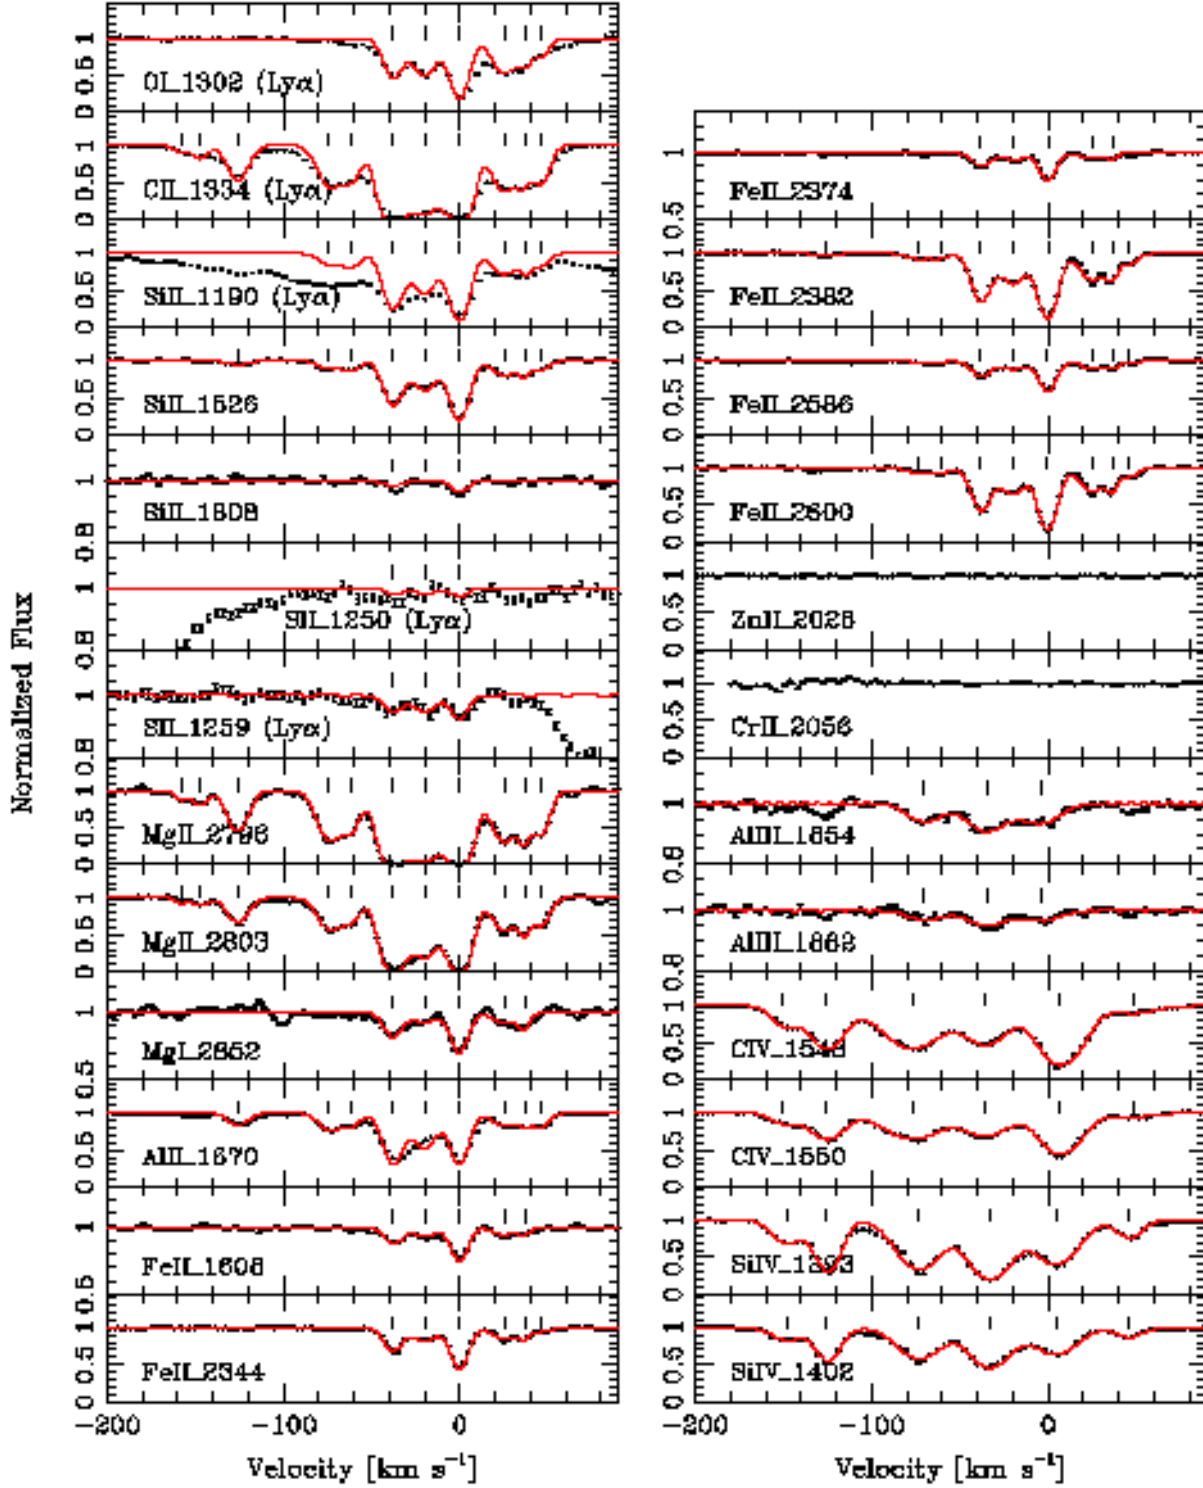 Normalized Flux
OI_1302 (Lyα)
CII_1334 (Lyα)
SiII_1190 (Lyα)
SiII_1526
SiII_1808
SII_1250 (Lyα)
SII_1259 (Lyα)
MgII_2796
MgII_2803
MgI_2852
AlII_1670
FeII_1608
FeII_2344
-200 -100 0
Velocity [km s⁻¹]
FeII_2374
FeII_2382
FeII_2586
FeII_2600
ZnII_2026
CrII_2056
AlIII_1854
AlIII_1862
CIV_1548
CIV_1550
SiIV_1393
SiIV_1402
-200 -100 0
Velocity [km s⁻¹]